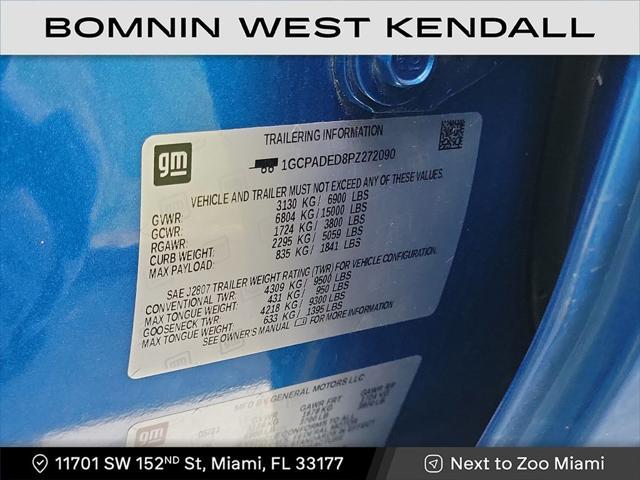 BOMNIN WEST KENDALL
gm
TRAILERING INFORMATION
1GCPADED8PZ272090
VEHICLE AND TRAILER MUST NOT EXCEED ANY OF THESE VALUES.
GVWR: 3130 KG / 6900 LBS
GCWR: 6804 KG / 15000 LBS
RGAWR: 1724 KG / 3800 LBS
CURB WEIGHT: 2295 KG / 5059 LBS
MAX PAYLOAD: 835 KG / 1841 LBS
SAE J2807 TRAILER WEIGHT RATING (TWR) FOR VEHICLE CONFIGURATION.
CONVENTIONAL TWR: 4309 KG / 9500 LBS
MAX TONGUE WEIGHT: 431 KG / 950 LBS
GOOSENECK TWR: 4218 KG / 9300 LBS
MAX TONGUE WEIGHT: 633 KG / 1395 LBS
SEE OWNER'S MANUAL FOR MORE INFORMATION
gm
MFD BY GENERAL MOTORS LLC
GAWR FRT
11701 SW 152ND St, Miami, FL 33177
Next to Zoo Miami